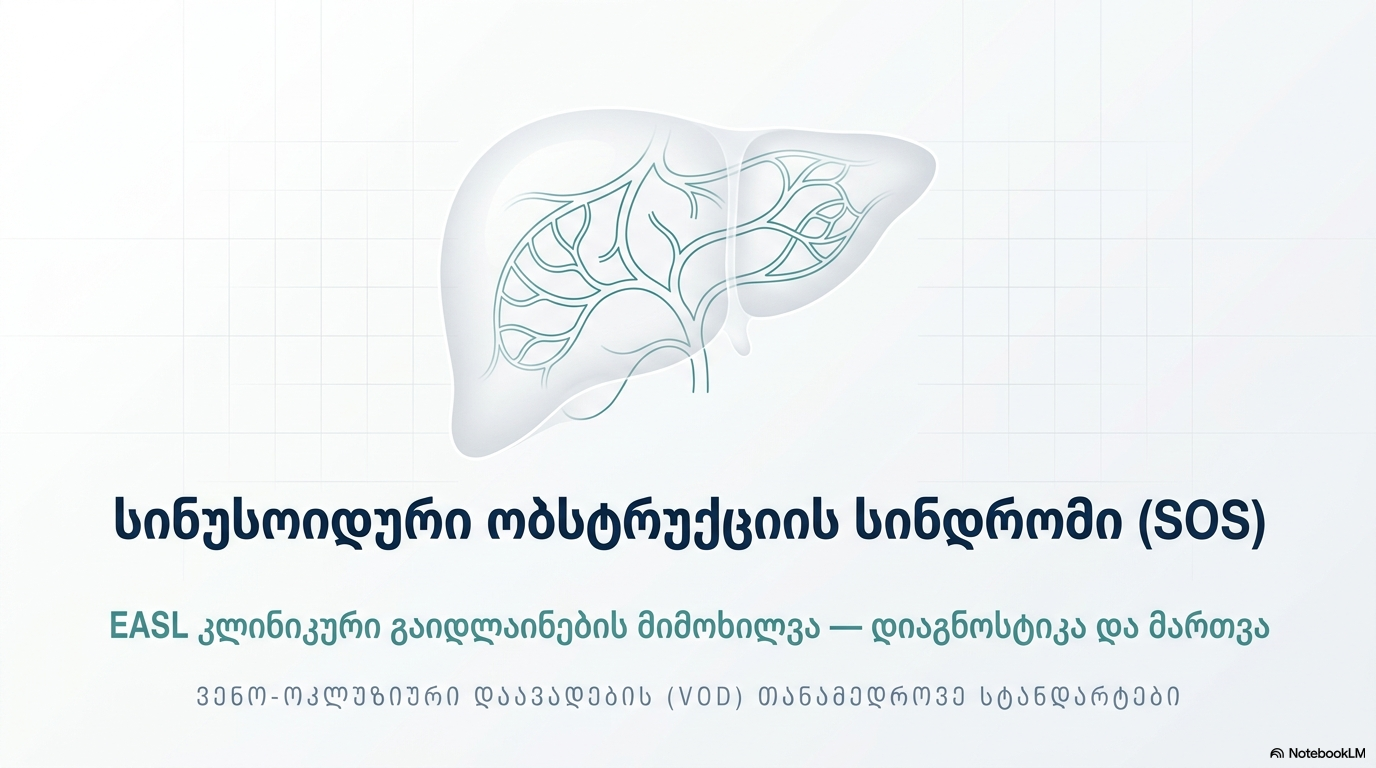 სინუსოიდური ობსტრუქციის სინდრომი (SOS)
EASL კლინიკური გაიდლაინების მიმოხილვა — დიაგნოსტიკა და მართვა
ვენო-ოკლუზიური დაავადების (VOD) თანამედროვე სტანდარტები
NotebookLM